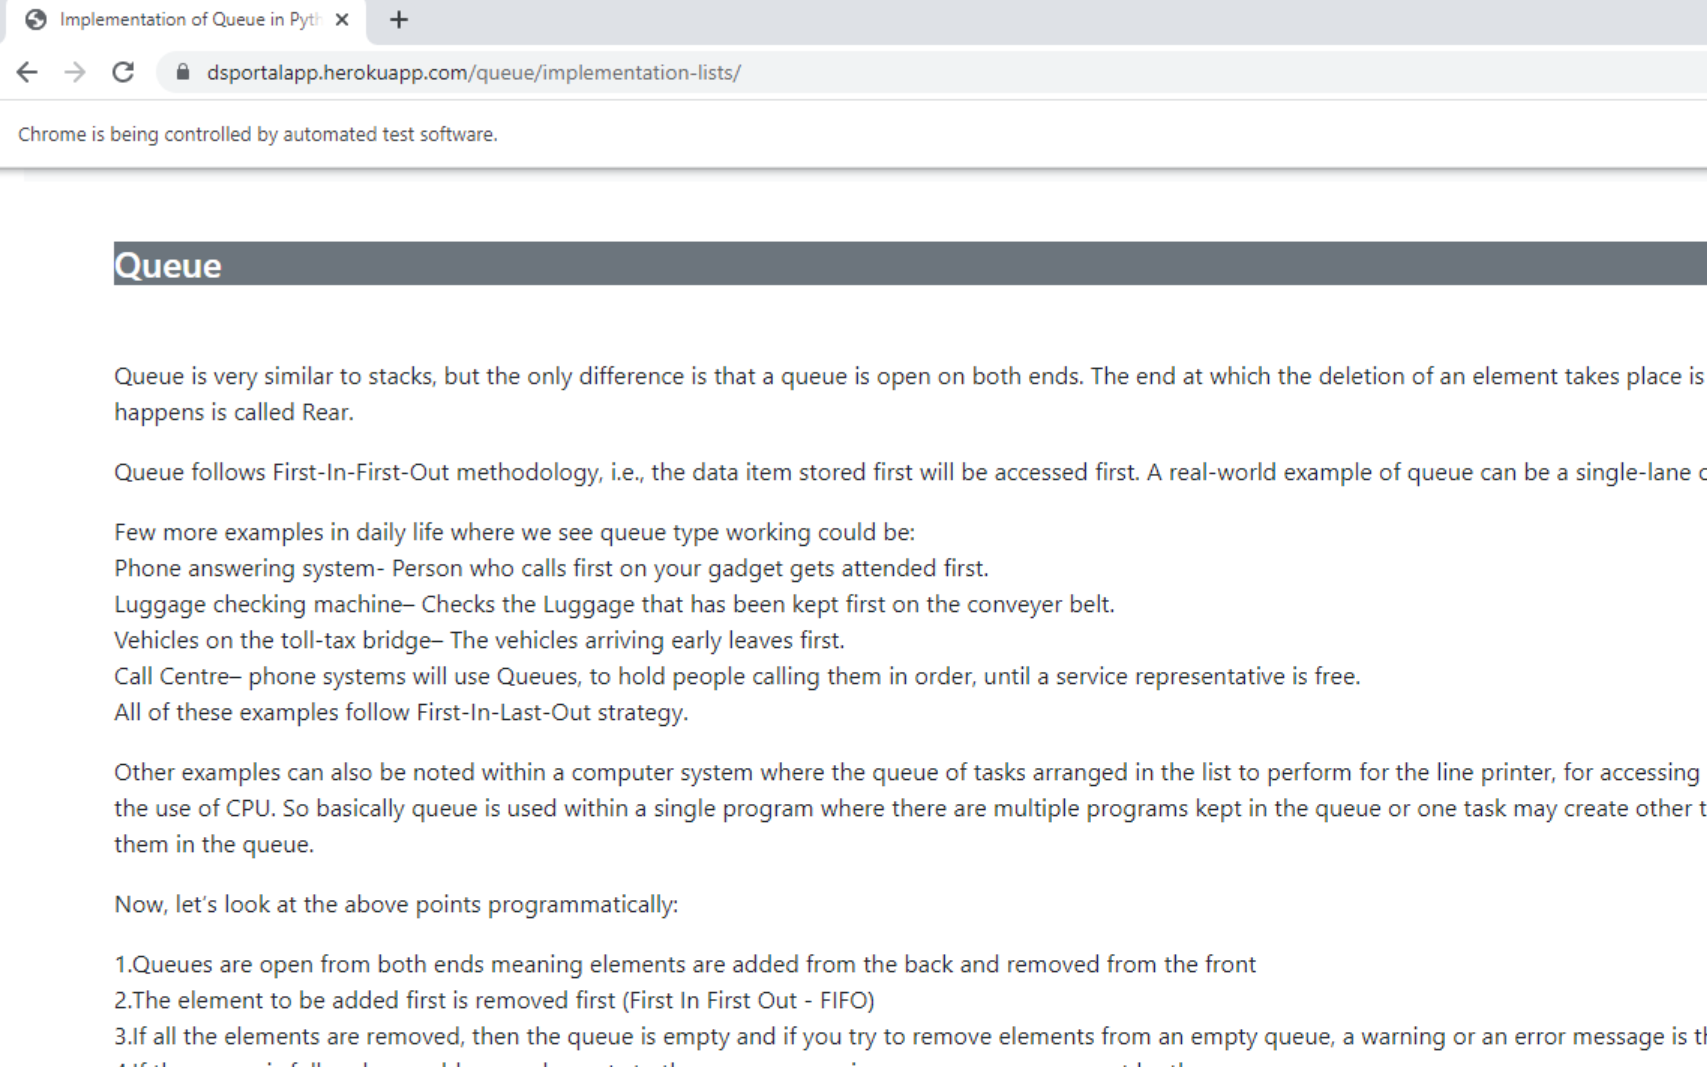 Implementation of Queue in Pyth
dsportalapp.herokuapp.com/queue/implementation-lists/
Chrome is being controlled by automated test software.
Queue
Queue is very similar to stacks, but the only difference is that a queue is open on both ends. The end at which the deletion of an element takes place is
happens is called Rear.
Queue follows First-In-First-Out methodology, i.e., the data item stored first will be accessed first. A real-world example of queue can be a single-lane
Few more examples in daily life where we see queue type working could be:
Phone answering system- Person who calls first on your gadget gets attended first.
Luggage checking machine– Checks the Luggage that has been kept first on the conveyer belt.
Vehicles on the toll-tax bridge– The vehicles arriving early leaves first.
Call Centre– phone systems will use Queues, to hold people calling them in order, until a service representative is free.
All of these examples follow First-In-Last-Out strategy.
Other examples can also be noted within a computer system where the queue of tasks arranged in the list to perform for the line printer, for accessing
the use of CPU. So basically queue is used within a single program where there are multiple programs kept in the queue or one task may create other
them in the queue.
Now, let's look at the above points programmatically:
1.Queues are open from both ends meaning elements are added from the back and removed from the front
2.The element to be added first is removed first (First In First Out - FIFO)
3.If all the elements are removed, then the queue is empty and if you try to remove elements from an empty queue, a warning or an error message is